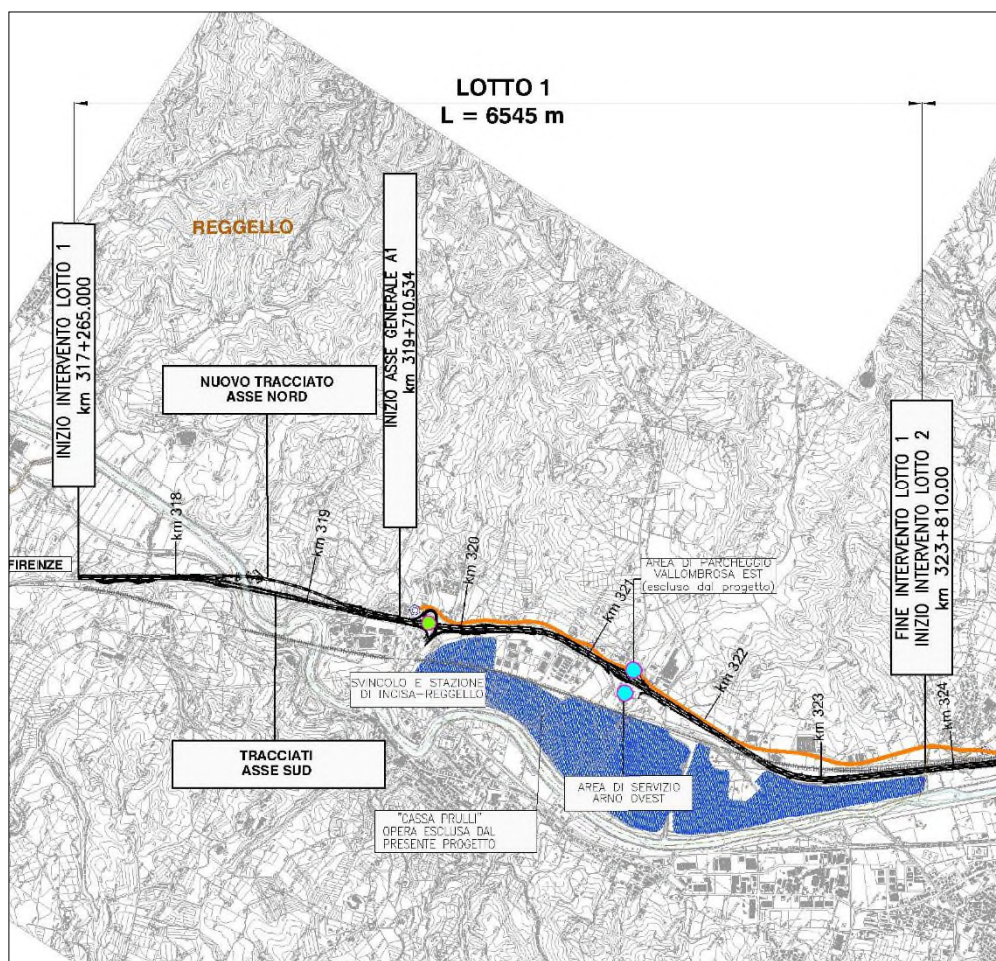 LOTTO 1
L = 6545 m
REGGELLO
INIZIO INTERVENTO LOTTO 1
km 317+265.000
INIZIO ASSE GENERALE A1
km 319+710.534
NUOVO TRACCIATO
ASSE NORD
FINE INTERVENTO LOTTO 1
INIZIO INTERVENTO LOTTO 2
km 323+810.00
FIRENZE
km 318
km 319
km 320
km 321
km 322
km 323
km 324
AREA DI PARCHEGGIO
VALLOMBROSA EST
(escluso dal progetto)
SVINCOLO E STAZIONE
DI INCISA-REGGELLO
TRACCIATI
ASSE SUD
AREA DI SERVIZIO
ARNO OVEST
"CASSA PRULLI"
OPERA ESCLUSA DAL
PRESENTE PROGETTO